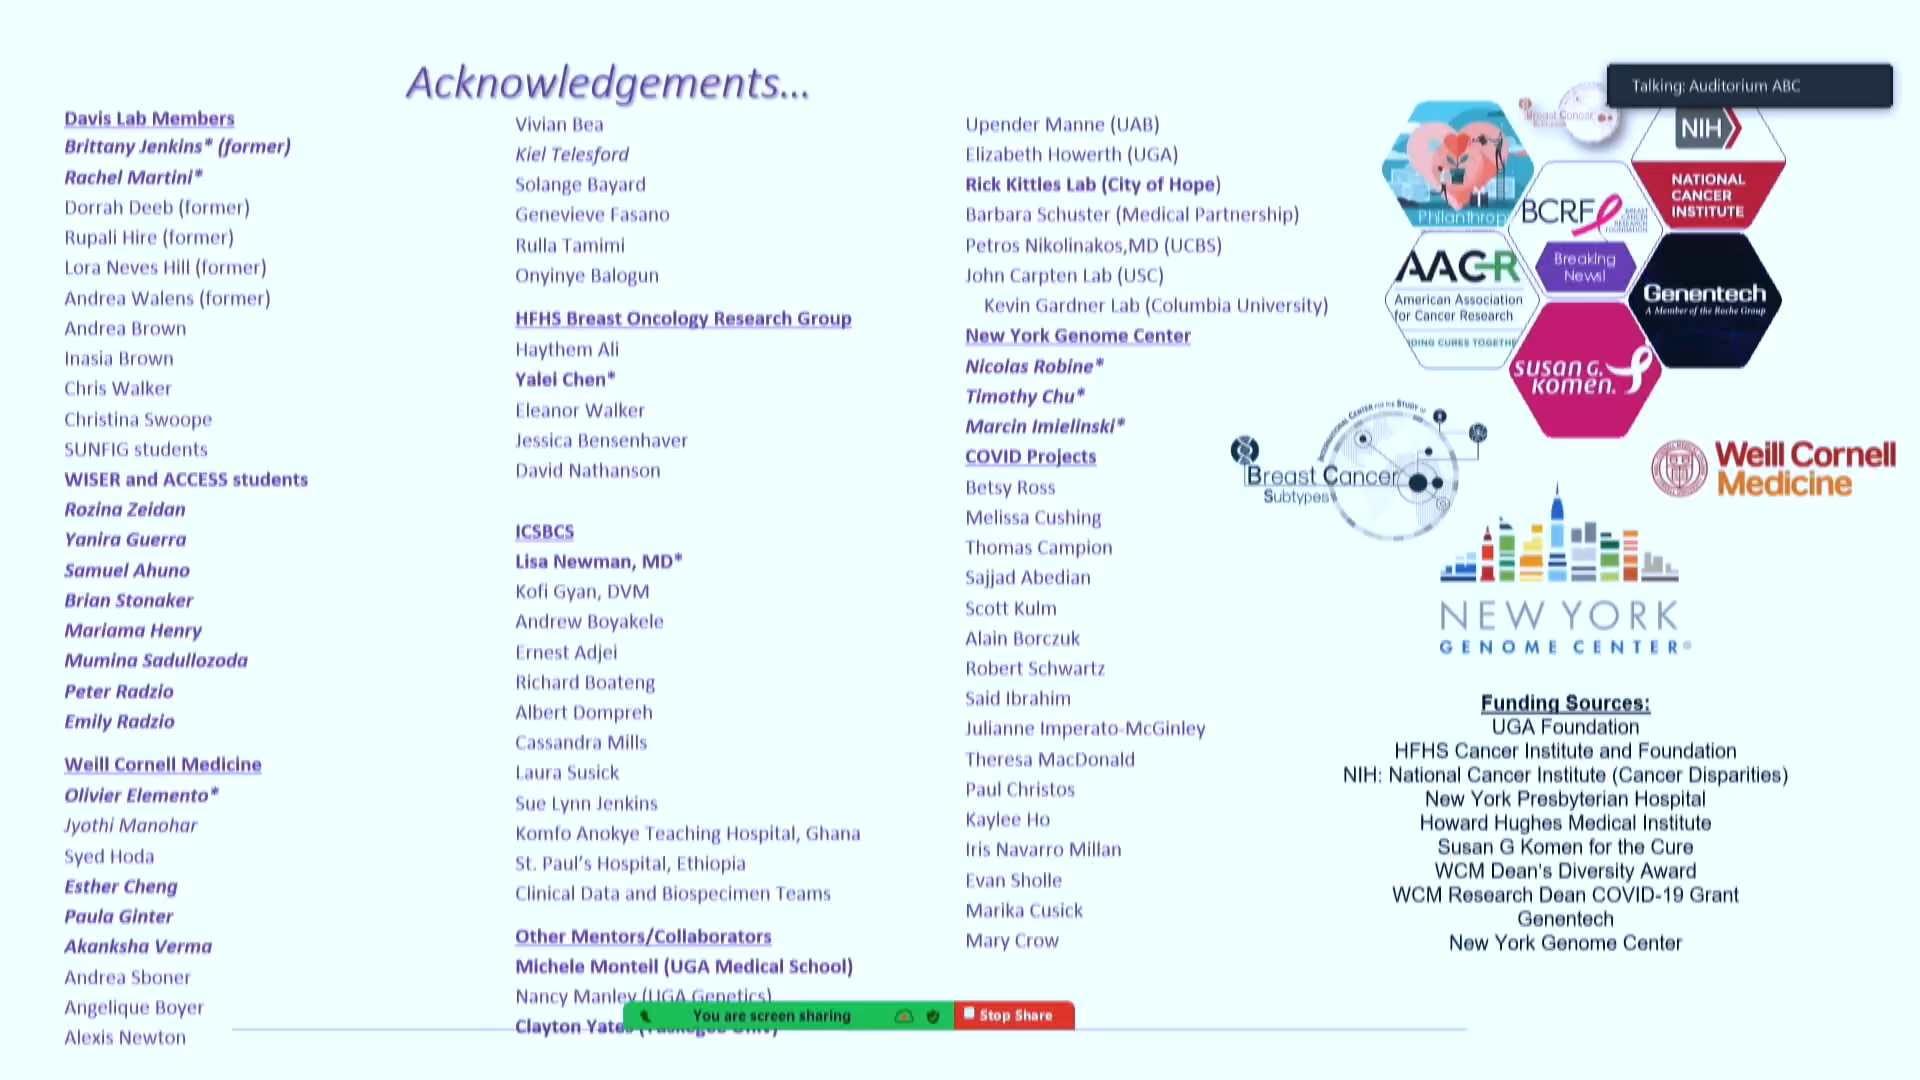 Acknowledgements...
Davis Lab Members
Brittany Jenkins* (former)
Rachel Martini*
Dorrah Deeb (former)
Rupali Hire (former)
Lora Neves Hill (former)
Andrea Walens (former)
Andrea Brown
Inasia Brown
Chris Walker
Christina Swoope
SUNFIG students
WISER and ACCESS students
Rozina Zeidan
Yanira Guerra
Samuel Ahuno
Brian Stonaker
Mariama Henry
Mumina Sadullozoda
Peter Radzio
Emily Radzio
Weill Cornell Medicine
Olivier Elemento*
Jyothi Manohar
Syed Hoda
Esther Cheng
Paula Ginter
Akanksha Verma
Andrea Sboner
Angelique Boyer
Alexis Newton
Vivian Bea
Kiel Telesford
Solange Bayard
Genevieve Fasano
Rulla Tamimi
Onyinye Balogun
HFHS Breast Oncology Research Group
Haythem Ali
Yalei Chen*
Eleanor Walker
Jessica Bensenhaver
David Nathanson
ICSBCS
Lisa Newman, MD*
Kofi Gyan, DVM
Andrew Boyakele
Ernest Adjei
Richard Boateng
Albert Dompreh
Cassandra Mills
Laura Susick
Sue Lynn Jenkins
Komfo Anokye Teaching Hospital, Ghana
St. Paul's Hospital, Ethiopia
Clinical Data and Biospecimen Teams
Other Mentors/Collaborators
Michele Monteil (UGA Medical School)
Nancy Manley (UGA Genetics)
Clayton
You are screen sharing
Stop Share
Upender Manne (UAB)
Elizabeth Howerth (UGA)
Rick Kittles Lab (City of Hope)
Barbara Schuster (Medical Partnership)
Petros Nikolinakos,MD (UCBS)
John Carpten Lab (USC)
Kevin Gardner Lab (Columbia University)
New York Genome Center
Nicolas Robine*
Timothy Chu*
Marcin Imielinski*
COVID Projects
Betsy Ross
Melissa Cushing
Thomas Campion
Sajjad Abedian
Scott Kulm
Alain Borczuk
Robert Schwartz
Said Ibrahim
Julianne Imperato-McGinley
Theresa MacDonald
Paul Christos
Kaylee Ho
Iris Navarro Millan
Evan Sholle
Marika Cusick
Mary Crow
Talking: Auditorium ABC
Philanthrop
Breast Cancer
NIH
NATIONAL
CANCER
INSTITUTE
BCRF
BREAST
CANCER
RESEARCH
FOUNDATION
AACR
American Association
for Cancer Research
Breaking
News!
Genentech
A Member of the Roche Group
susan G.
komen.
Breast Cancer
Subtypes
Weill Cornell
Medicine
NEW YORK
GENOME CENTER®
Funding Sources:
UGA Foundation
HFHS Cancer Institute and Foundation
NIH: National Cancer Institute (Cancer Disparities)
New York Presbyterian Hospital
Howard Hughes Medical Institute
Susan G Komen for the Cure
WCM Dean's Diversity Award
WCM Research Dean COVID-19 Grant
Genentech
New York Genome Center